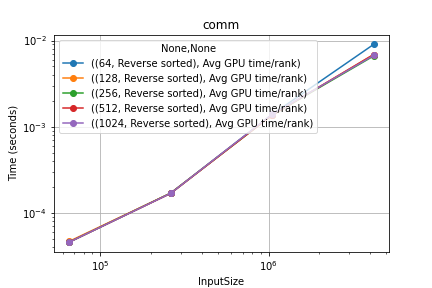 comm
None,None
((64, Reverse sorted), Avg GPU time/rank)
((128, Reverse sorted), Avg GPU time/rank)
((256, Reverse sorted), Avg GPU time/rank)
((512, Reverse sorted), Avg GPU time/rank)
((1024, Reverse sorted), Avg GPU time/rank)
Time (seconds)
10⁻²
10⁻³
10⁻⁴
10⁵
10⁶
InputSize